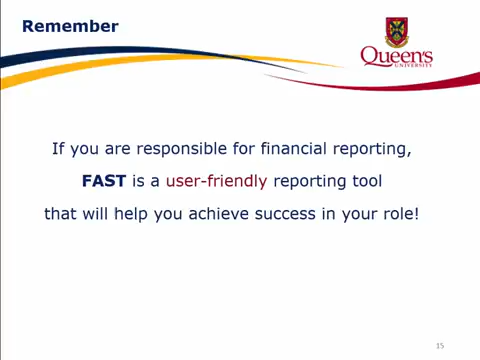 Remember
Queen's
UNIVERSITY
If you are responsible for financial reporting,
FAST is a user-friendly reporting tool
that will help you achieve success in your role!
15